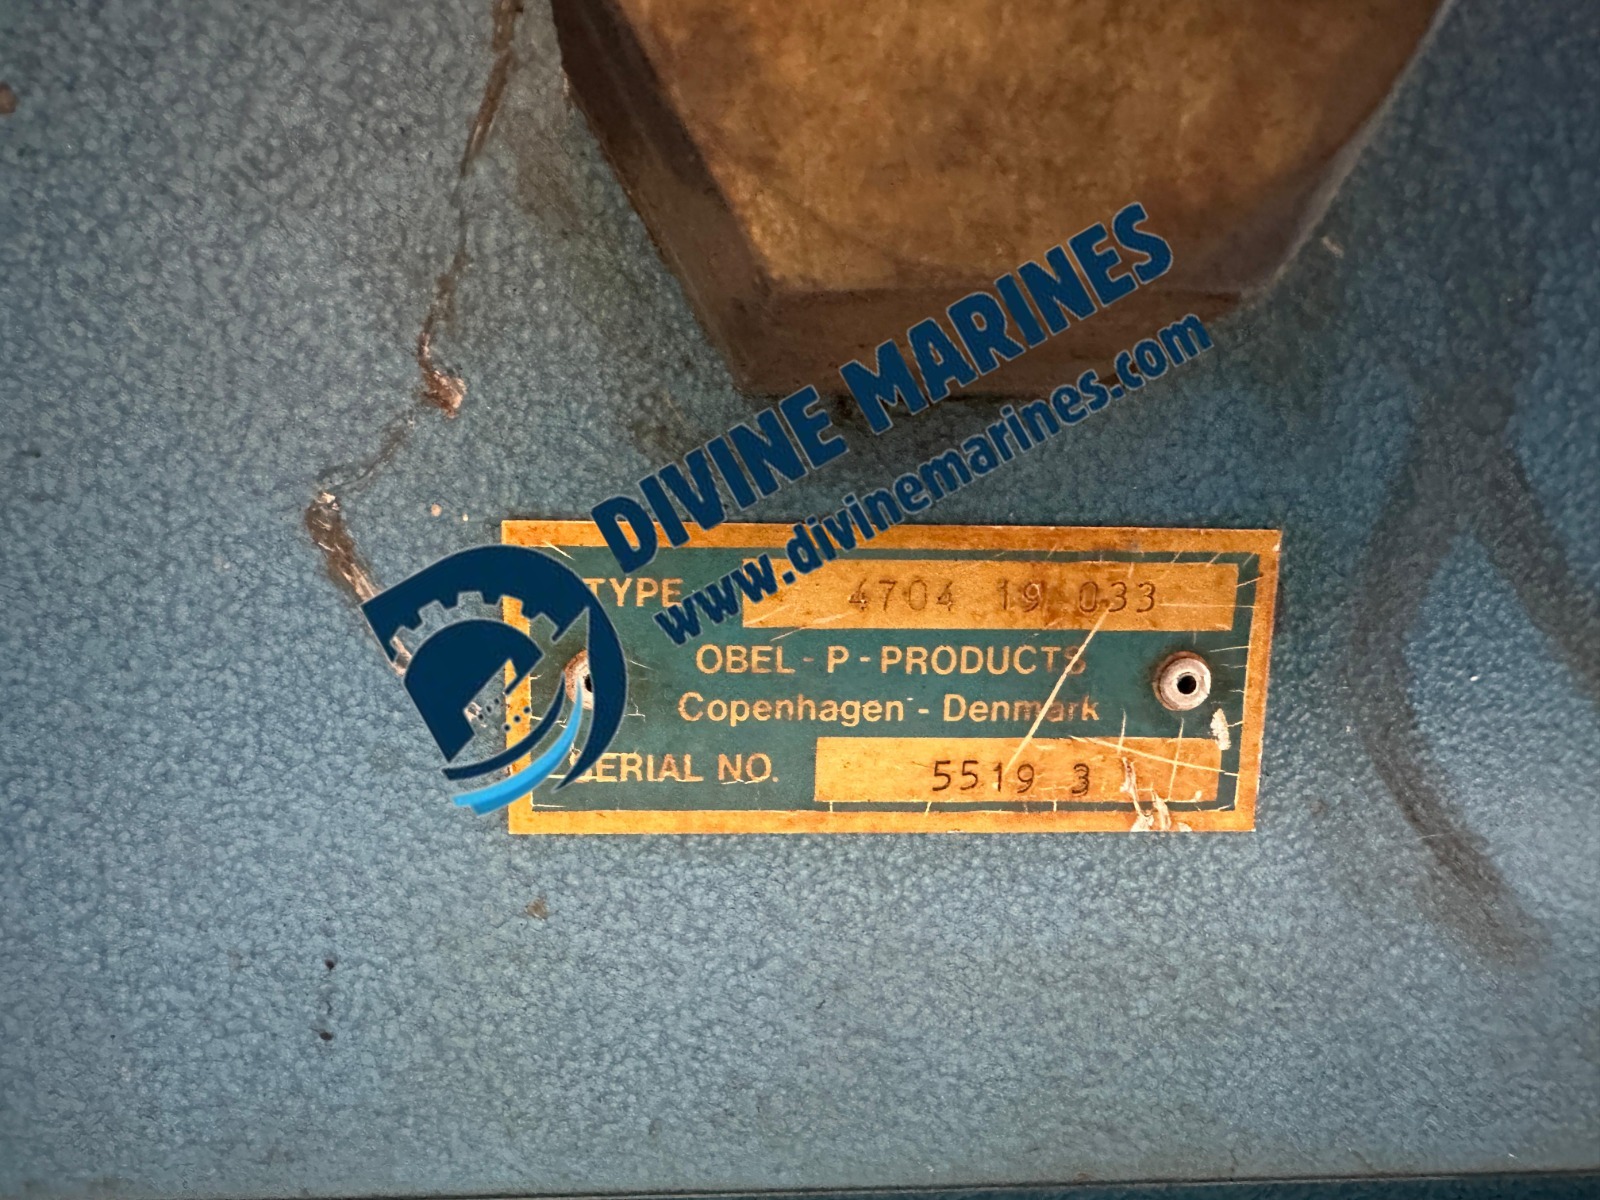 DIVINE MARINES
www.divinemarines.com
TYPE 4704 19 033
OBEL - P - PRODUCTS
Copenhagen - Denmark
SERIAL NO. 5519 3